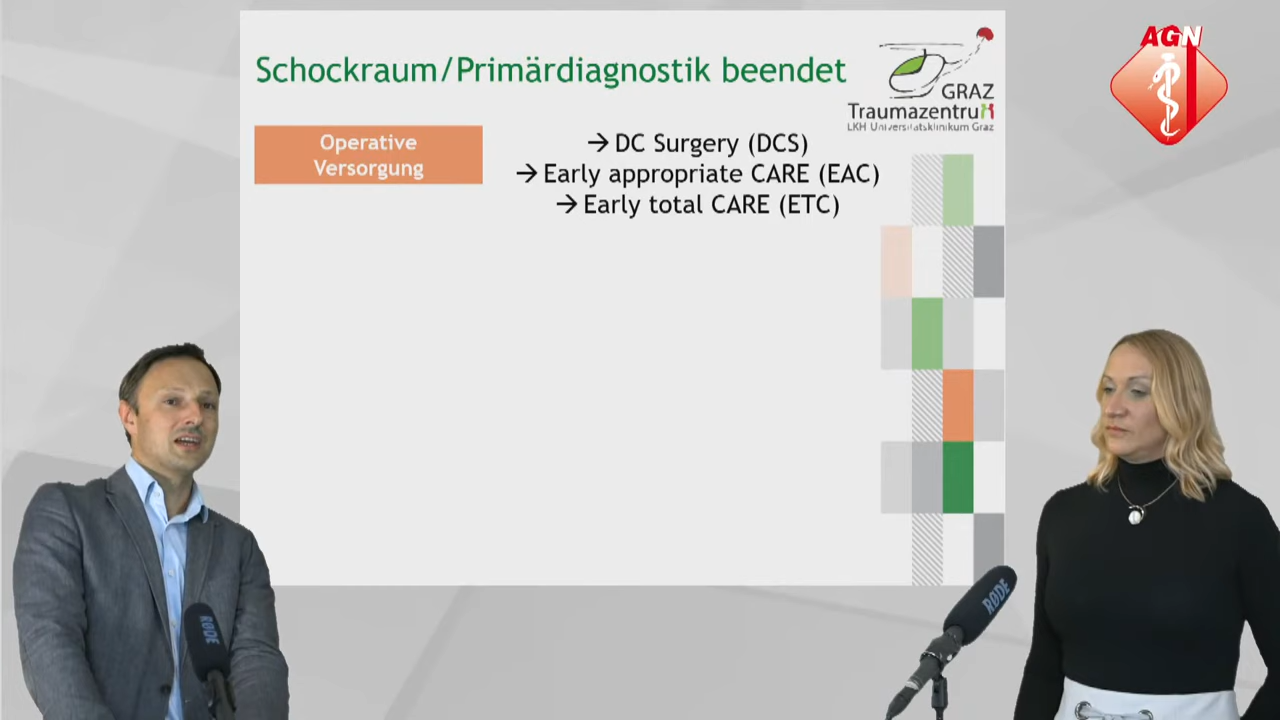 Schockraum/Primärdiagnostik beendet
AGN
GRAZ
Traumazentrum
LKH Universitätsklinikum Graz
Operative
Versorgung
→ DC Surgery (DCS)
→ Early appropriate CARE (EAC)
→ Early total CARE (ETC)
RØDE
RØDE